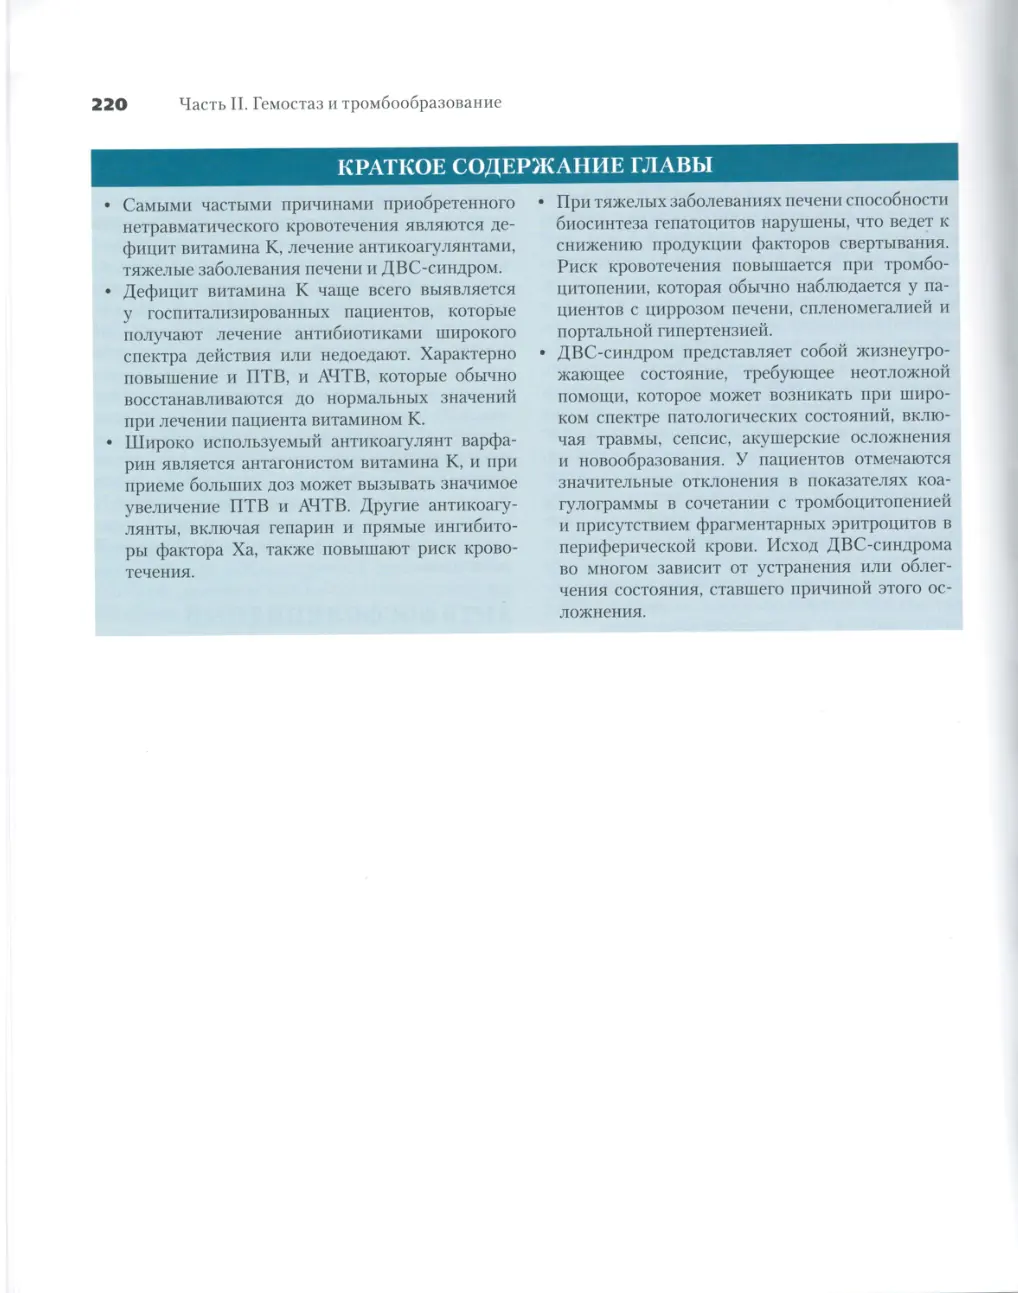 220 Часть II. Гемостаз и тромбообразование
КРАТКОЕ СОДЕРЖАНИЕ ГЛАВЫ
• Самыми частыми причинами приобретенного
нетравматического кровотечения являются де-
фицит витамина K, лечение антикоагулянтами,
тяжелые заболевания печени и ДВС-синдром.
• Дефицит витамина K чаще всего выявляется
у госпитализированных пациентов, которые
получают лечение антибиотиками широкого
спектра действия или недоедают. Характерно
повышение и ПТВ, и АЧТВ, которые обычно
восстанавливаются до нормальных значений
при лечении пациента витамином K.
• Широко используемый антикоагулянт варфа-
рин является антагонистом витамина K, и при
приеме больших доз может вызывать значимое
увеличение ПТВ и АЧТВ. Другие антикоагу-
лянты, включая гепарин и прямые ингибито-
ры фактора Xa, также повышают риск крово-
течения.
• При тяжелых заболеваниях печени способности
биосинтеза гепатоцитов нарушены, что ведет к
снижению продукции факторов свертывания.
Риск кровотечения повышается при тромбо-
цитопении, которая обычно наблюдается у па-
циентов с циррозом печени, спленомегалией и
портальной гипертензией.
• ДВС-синдром представляет собой жизнеугро-
жающее состояние, требующее неотложной
помощи, которое может возникать при широ-
ком спектре патологических состояний, вклю-
чая травмы, сепсис, акушерские осложнения
и новообразования. У пациентов отмечаются
значительные отклонения в показателях коа-
гулограммы в сочетании с тромбоцитопенией
и присутствием фрагментарных эритроцитов в
периферической крови. Исход ДВС-синдрома
во многом зависит от устранения или облег-
чения состояния, ставшего причиной этого ос-
ложнения.